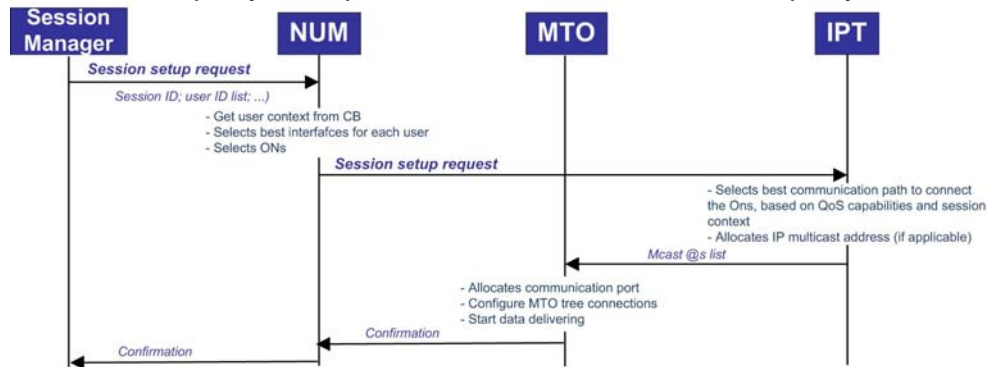 Session
Manager
NUM
MTO
IPT
Session setup request
Session ID; user ID list; ...)
- Get user context from CB
- Selects best interfafces for each user
- Selects ONs
Session setup request
- Selects best communication path to connect
the Ons, based on QoS capabilities and session
context
- Allocates IP multicast address (if applicable)
Mcast @s list
- Allocates communication port
- Configure MTO tree connections
- Start data delivering
Confirmation
Confirmation